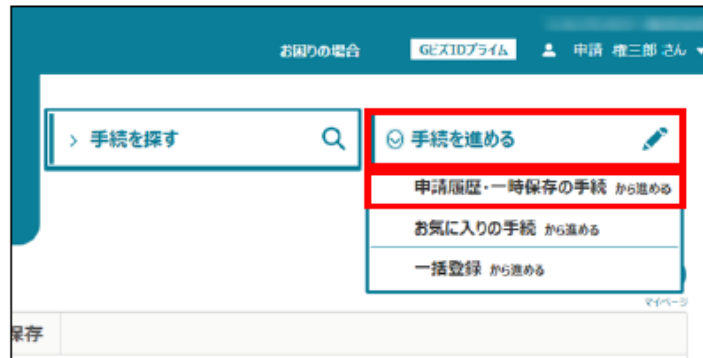 お困りの場合 GビズIDプライム 申請 権三郎 さん
手続を探す
手続を進める
申請履歴・一時保存の手続 から進める
お気に入りの手続 から進める
一括登録 から進める
マイページ
保存